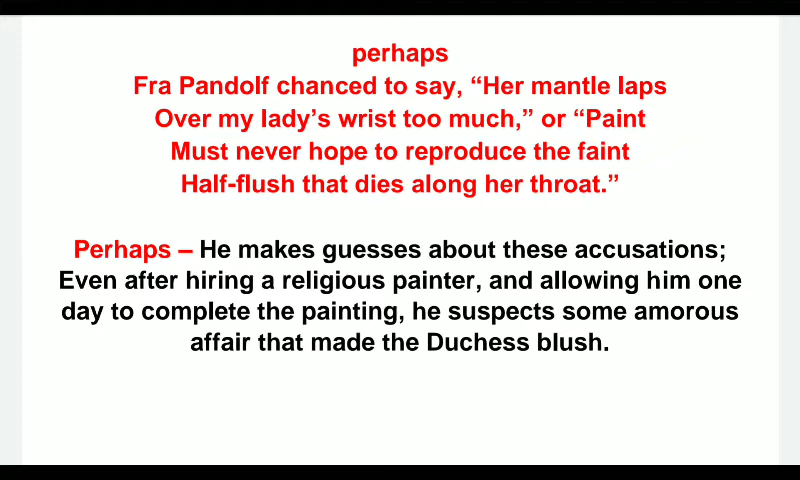 perhaps
Fra Pandolf chanced to say, “Her mantle laps
Over my lady’s wrist too much,” or “Paint
Must never hope to reproduce the faint
Half-flush that dies along her throat.”
Perhaps – He makes guesses about these accusations;
Even after hiring a religious painter, and allowing him one
day to complete the painting, he suspects some amorous
affair that made the Duchess blush.